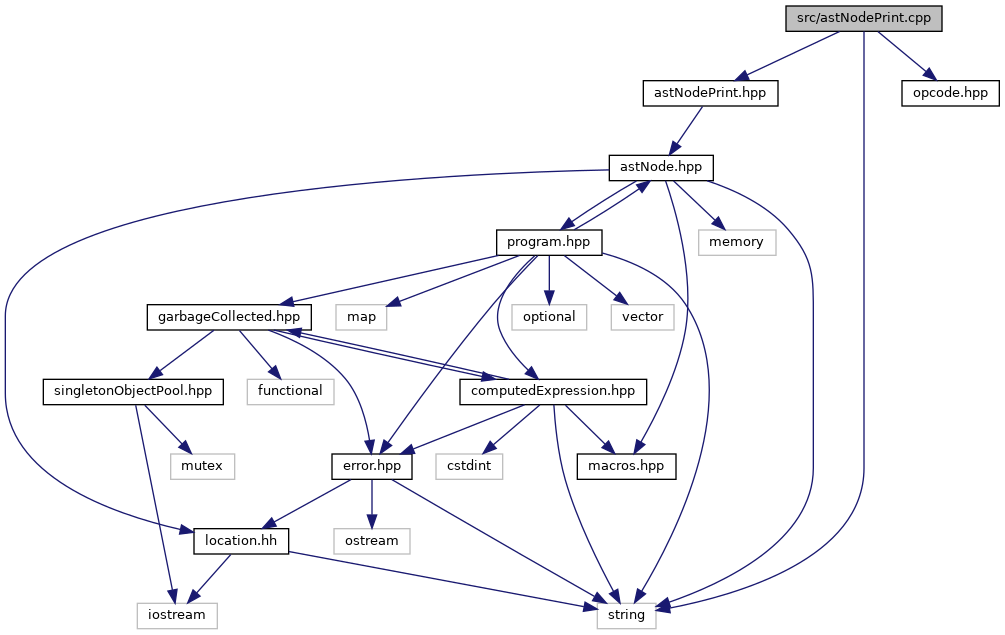 src/astNodePrint.cpp
astNodePrint.hpp
opcode.hpp
astNode.hpp
program.hpp
memory
garbageCollected.hpp
map
optional
vector
singletonObjectPool.hpp
functional
computedExpression.hpp
mutex
error.hpp
cstdint
macros.hpp
location.hh
ostream
iostream
string